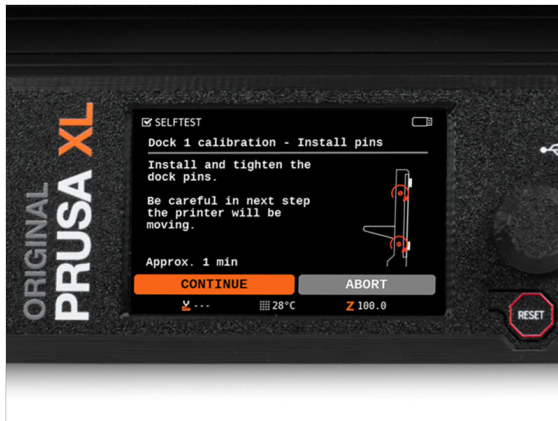 ORIGINAL
PRUSA XL
SELFTEST
Dock 1 calibration - Install pins
Install and tighten the
dock pins.
Be careful in next step
the printer will be
moving.
Approx. 1 min
CONTINUE
ABORT
---
28°C
Z 100.0
RESET